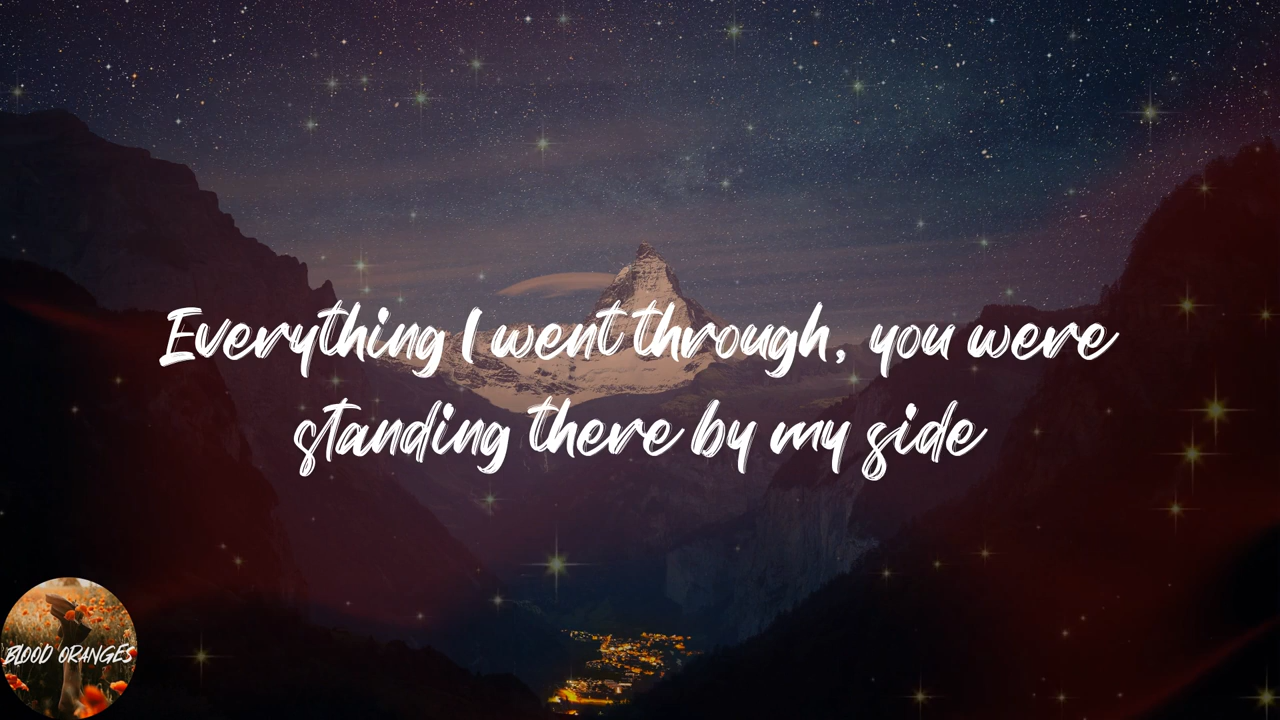 Everything I went through, you were
standing there by my side
BLOOD ORANGES